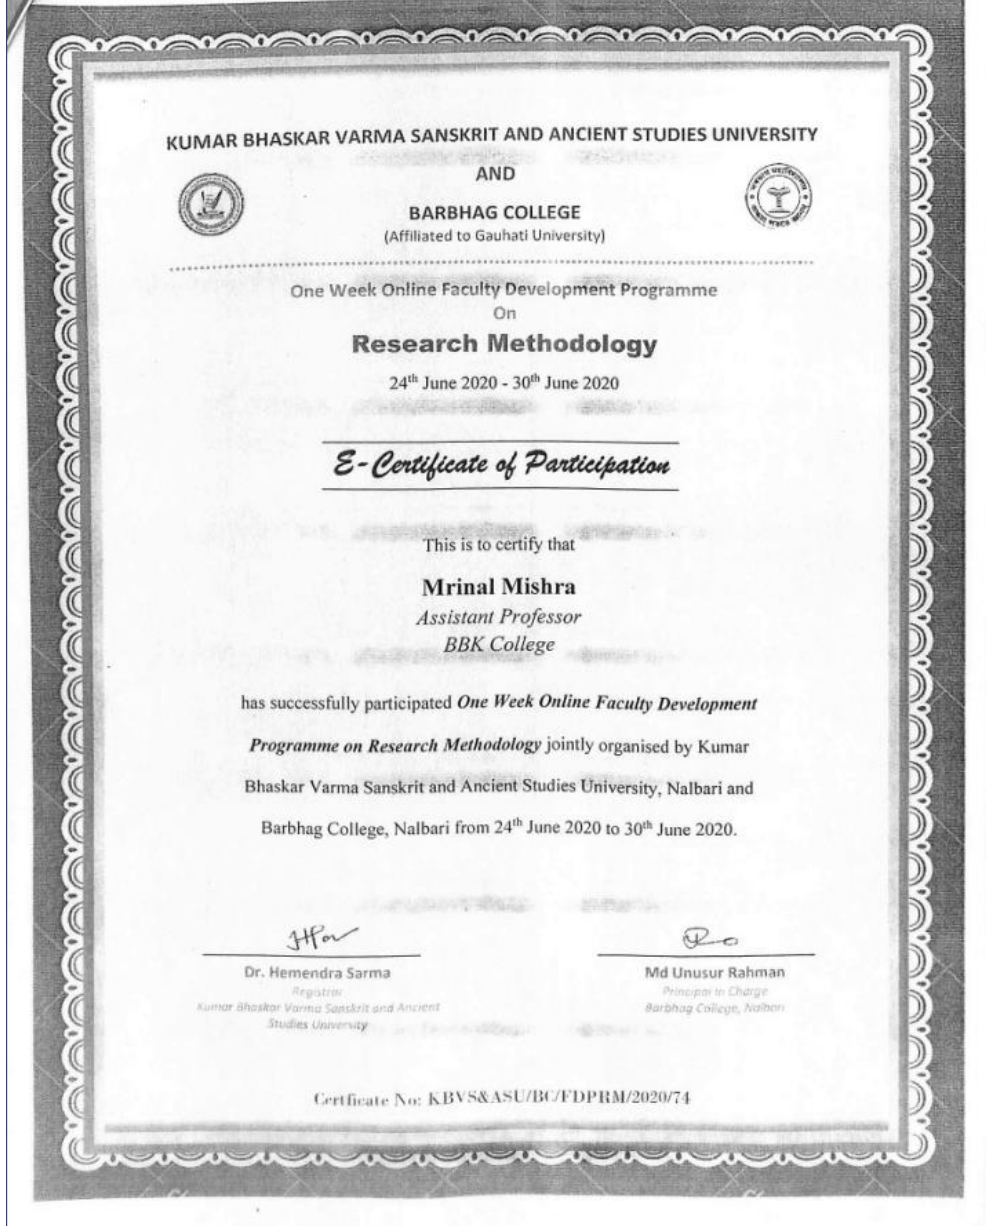 KUMAR BHASKAR VARMA SANSKRIT AND ANCIENT STUDIES UNIVERSITY
AND
BARBHAG COLLEGE
(Affiliated to Gauhati University)
One Week Online Faculty Development Programme
On
Research Methodology
24th June 2020 - 30th June 2020
E-Certificate of Participation
This is to certify that
Mrinal Mishra
Assistant Professor
BBK College
has successfully participated One Week Online Faculty Development
Programme on Research Methodology jointly organised by Kumar
Bhaskar Varma Sanskrit and Ancient Studies University, Nalbari and
Barbhag College, Nalbari from 24th June 2020 to 30th June 2020.
Dr. Hemendra Sarma
Registrar
Kumar Bhaskar Varma Sanskrit and Ancient
Studies University
Md Unusur Rahman
Principal In Charge
Barbhag College, Nalbari
Certficate No: KBVS&ASU/BC/FDPRM/2020/74